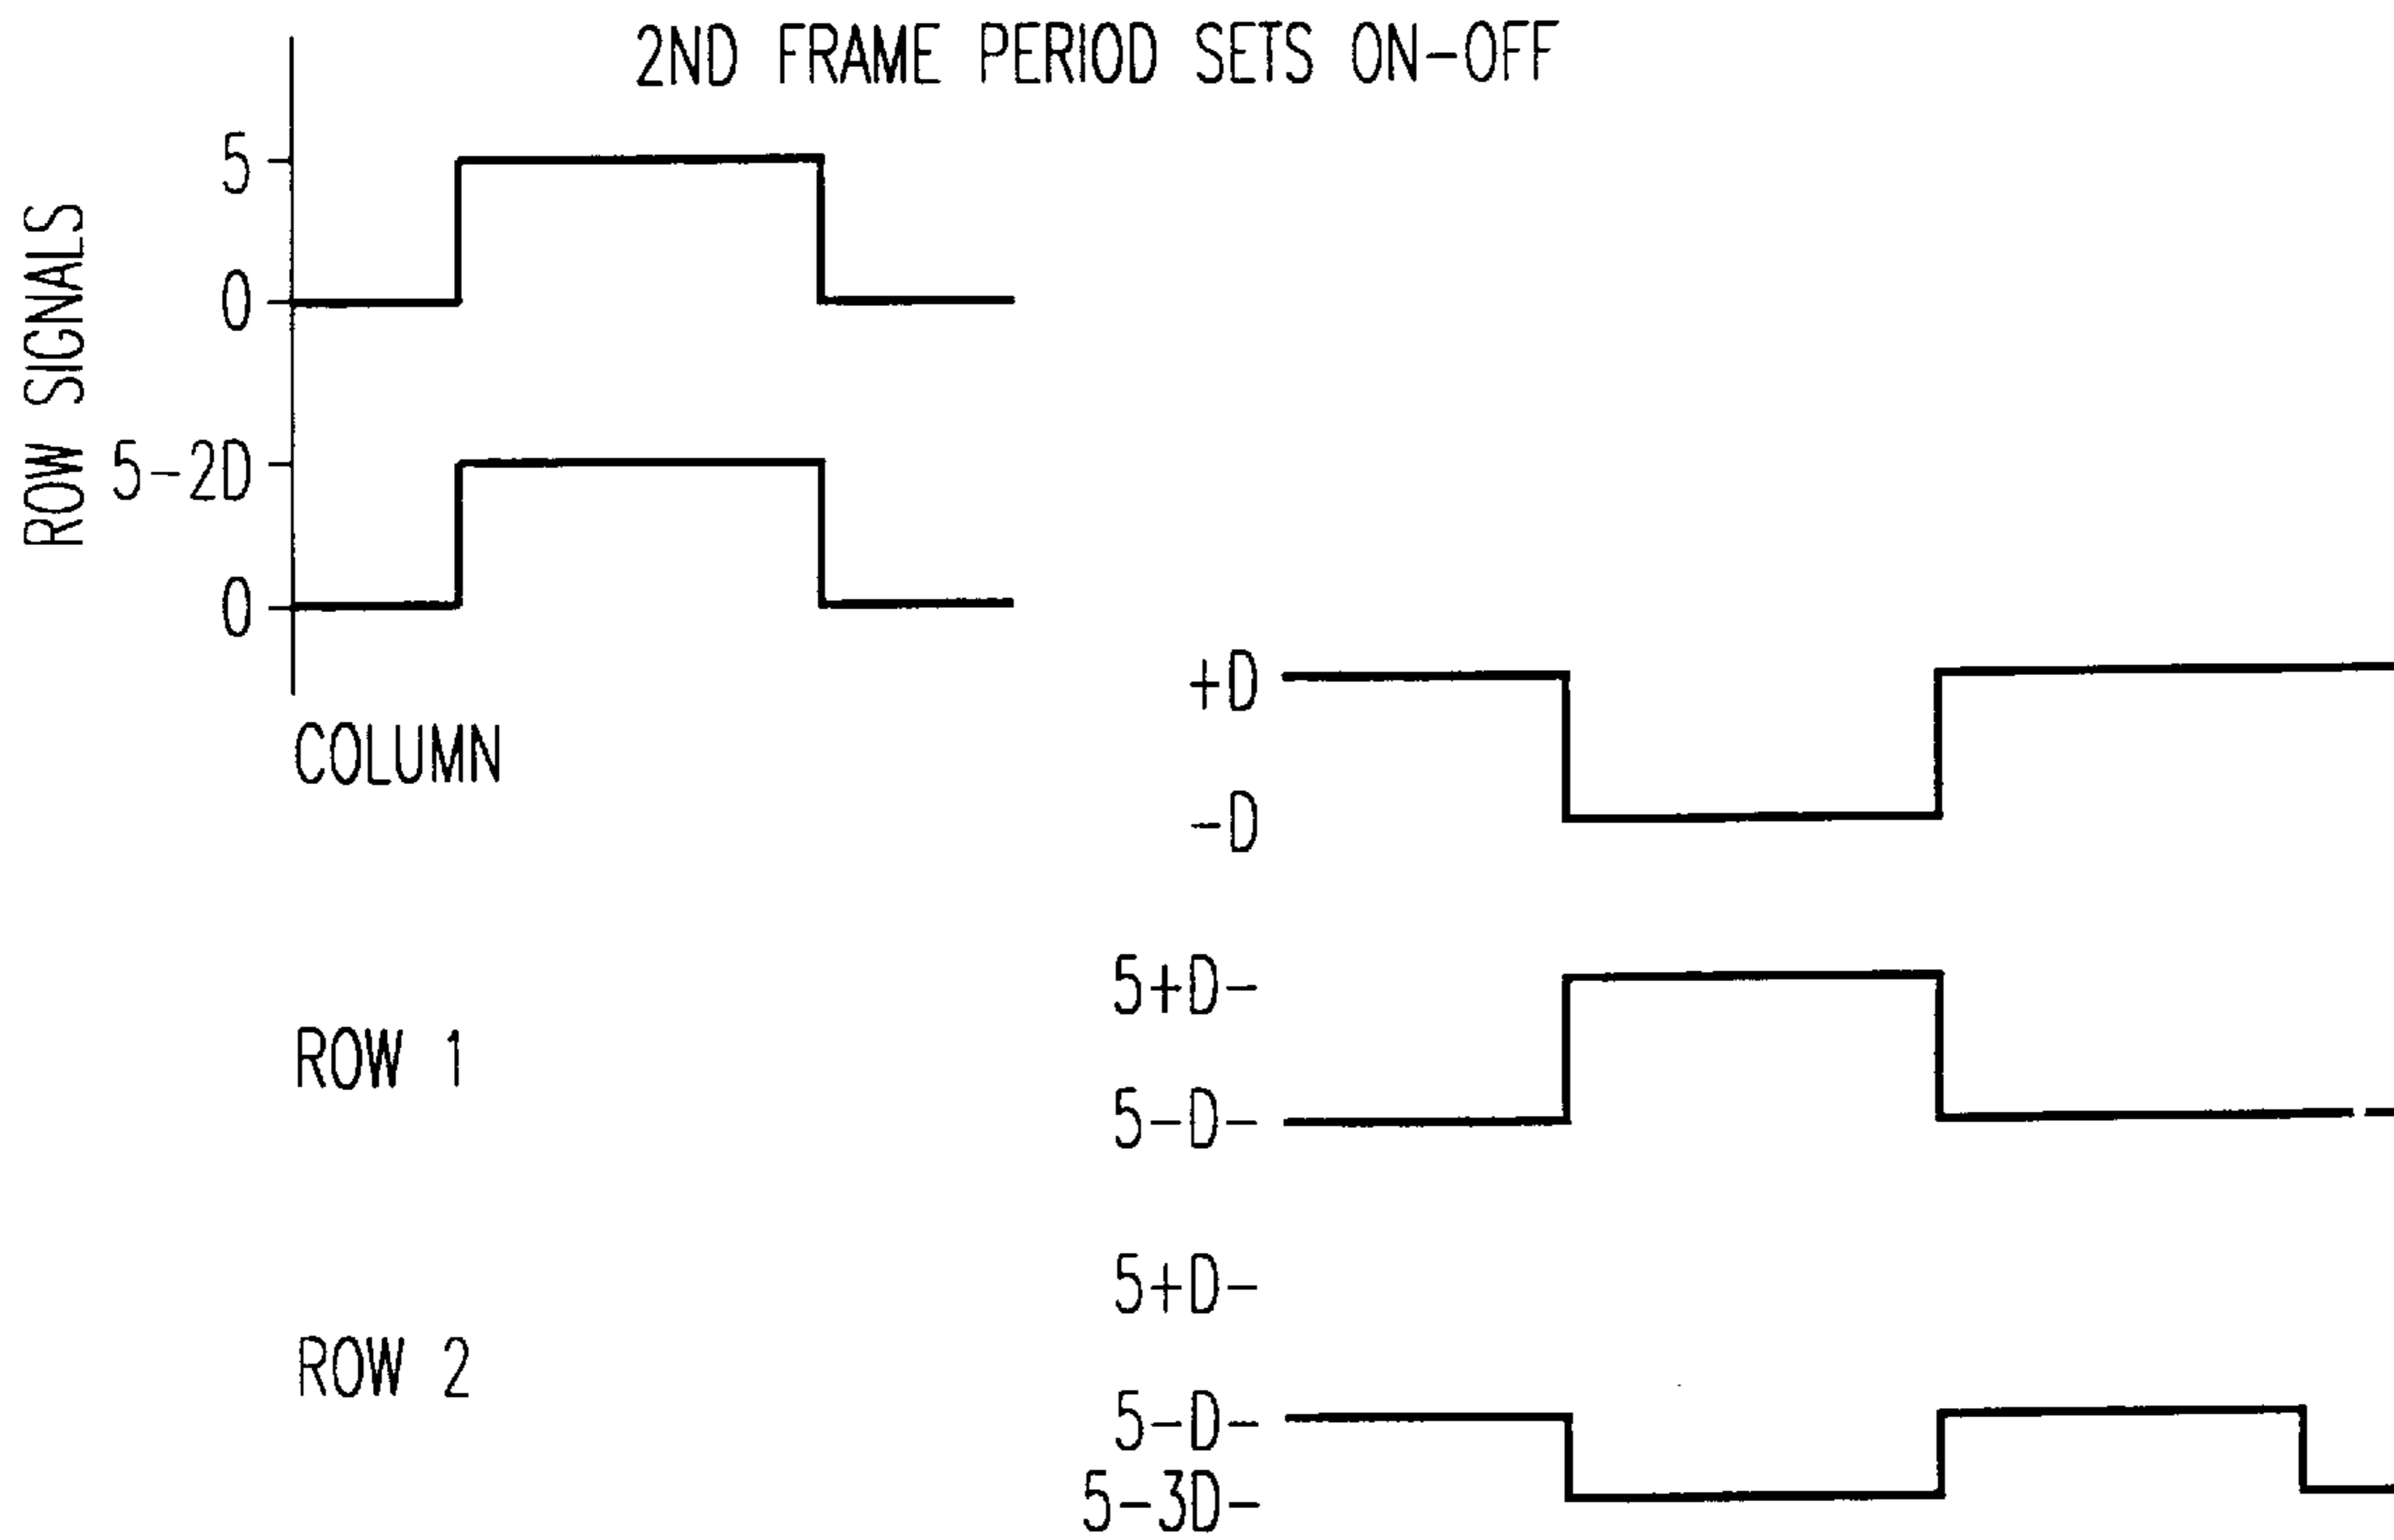 2ND FRAME PERIOD SETS ON-OFF
ROW SIGNALS
5
0
5-2D
0
COLUMN
+D
-D
ROW 1
5+D-
5-D-
ROW 2
5+D-
5-D-
5-3D-